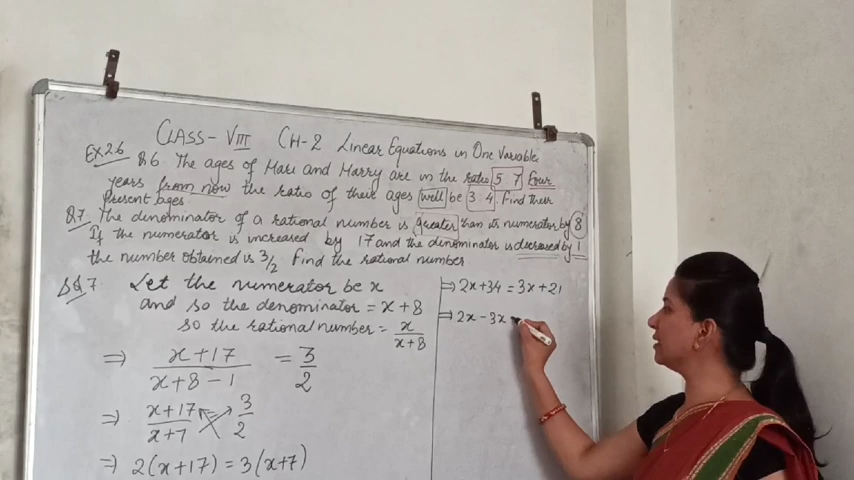 CLASS-VIII CH-2 Linear Equations in One Variable
EX 2.6 Q.6. The ages of Hari and Harry are in the ratio 5:7 Four
years from now the ratio of their ages will be 3:4. Find their
present ages.
Q7. The denominator of a rational number is greater than its numerator by 8
If the numerator is increased by 17 and the denominator is decreased by 1
the number obtained is 3/2. Find the rational number.
7. Let the numerator be x
and so the denominator = x+8
so the rational number = x/(x+8)
⇒ (x+17)/(x+8-1) = 3/2
⇒ (x+17)/(x+7) 3/2
⇒ 2(x+17) = 3(x+7)
⇒ 2x+34 = 3x+21
⇒ 2x-3x